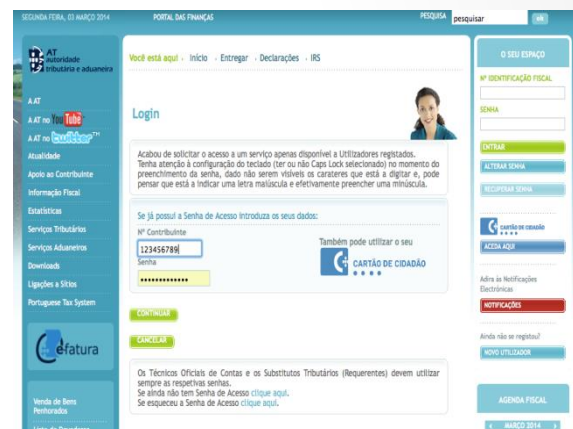 SEGUNDA FEIRA, 03 MARÇO 2014
PORTAL DAS FINANÇAS
PESQUISA
pesquisar
ok
AT
autoridade
tributária e aduaneira
A AT
A AT no YouTube
A AT no twitter™
Atualidade
Apoio ao Contribuinte
Informação Fiscal
Estatísticas
Serviços Tributários
Serviços Aduaneiros
Downloads
Ligações a Sítios
Portuguese Tax System
e-fatura
Venda de Bens
Penhorados
Você está aqui › Início › Entregar › Declarações › IRS
Login
Acabou de solicitar o acesso a um serviço apenas disponível a Utilizadores registados.
Tenha atenção à configuração do teclado (ter ou não Caps Lock selecionado) no momento do
preenchimento da senha, dado não serem visíveis os carateres que está a digitar e, pode
pensar que está a indicar uma letra maiúscula e efetivamente preencher uma minúscula.
Se já possui a Senha de Acesso introduza os seus dados:
Nº Contribuinte
123456789
Senha
•••••••••••••
Também pode utilizar o seu
CARTÃO DE CIDADÃO
CONTINUAR
CANCELAR
Os Técnicos Oficiais de Contas e os Substitutos Tributários (Requerentes) devem utilizar
sempre as respetivas senhas.
Se ainda não tem Senha de Acesso clique aqui.
Se esqueceu a Senha de Acesso clique aqui.
O SEU ESPAÇO
Nº IDENTIFICAÇÃO FISCAL
SENHA
ENTRAR
ALTERAR SENHA
RECUPERAR SENHA
CARTÃO DE CIDADÃO
ACEDA AQUI
Adira às Notificações
Electrónicas
NOTIFICAÇÕES
Ainda não se registou?
NOVO UTILIZADOR
AGENDA FISCAL
‹ MARÇO 2014 ›